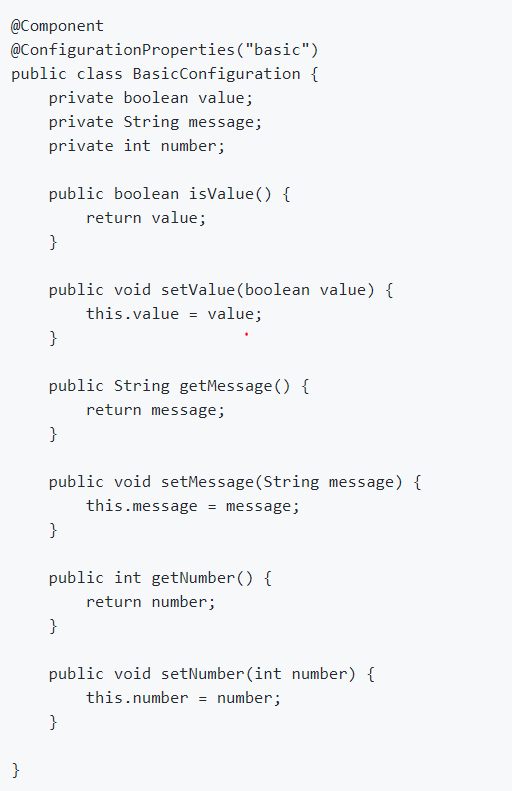 @Component
@ConfigurationProperties("basic")
public class BasicConfiguration {
    private boolean value;
    private String message;
    private int number;

    public boolean isValue() {
        return value;
    }

    public void setValue(boolean value) {
        this.value = value;
    }

    public String getMessage() {
        return message;
    }

    public void setMessage(String message) {
        this.message = message;
    }

    public int getNumber() {
        return number;
    }

    public void setNumber(int number) {
        this.number = number;
    }

}